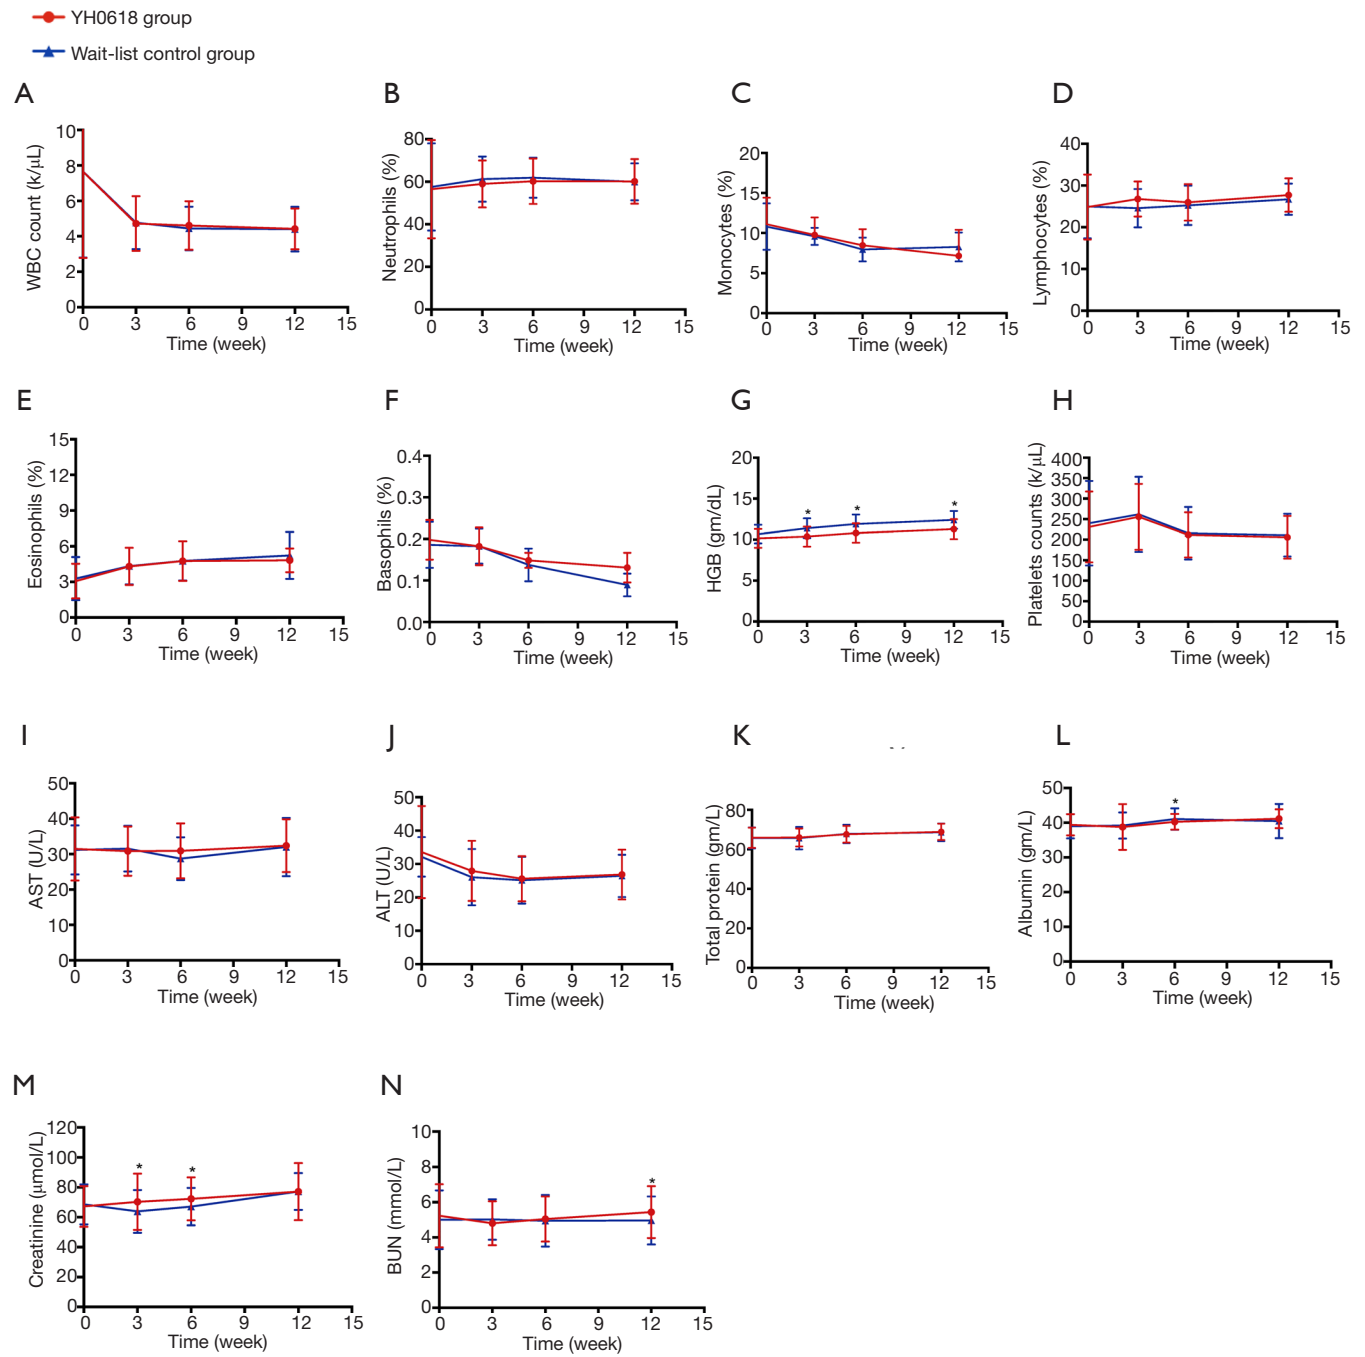 YH0618 group
Wait-list control group
A
B
C
D
WBC count (k/μL)
10
8
6
4
2
0
0 3 6 9 12 15
Time (week)
Neutrophils (%)
80
60
40
20
0
0 3 6 9 12 15
Time (week)
Monocytes (%)
20
15
10
5
0
0 3 6 9 12 15
Time (week)
Lymphocytes (%)
40
30
20
10
0
0 3 6 9 12 15
Time (week)
E
F
G
H
Eosinophils (%)
15
12
9
6
3
0
0 3 6 9 12 15
Time (week)
Basophils (%)
0.4
0.3
0.2
0.1
0.0
0 3 6 9 12 15
Time (week)
HGB (gm/dL)
20
15
10
5
0
* * *
0 3 6 9 12 15
Time (week)
Platelets counts (k/μL)
400
350
300
250
200
150
100
50
0
0 3 6 9 12 15
Time (week)
I
J
K
L
AST (U/L)
50
40
30
20
10
0
0 3 6 9 12 15
Time (week)
ALT (U/L)
50
40
30
20
10
0
0 3 6 9 12 15
Time (week)
Total protein (gm/L)
80
60
40
20
0
0 3 6 9 12 15
Time (week)
Albumin (gm/L)
50
40
30
20
10
0
*
0 3 6 9 12 15
Time (week)
M
N
Creatinine (μmol/L)
120
100
80
60
40
20
0
* *
0 3 6 9 12 15
Time (week)
BUN (mmol/L)
10
8
6
4
2
0
*
0 3 6 9 12 15
Time (week)